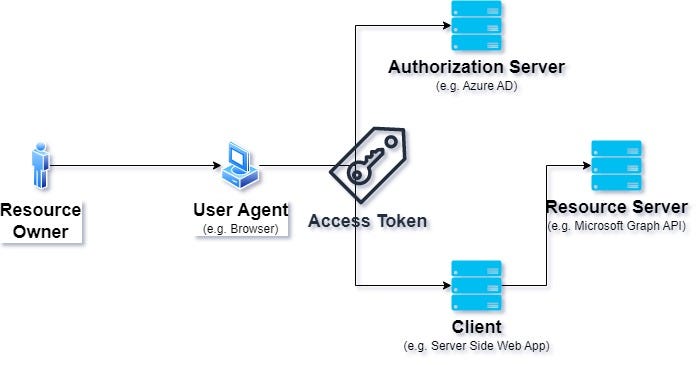 Authorization Server
(e.g. Azure AD)
Resource
Owner
User Agent
(e.g. Browser)
Access Token
Resource Server
(e.g. Microsoft Graph API)
Client
(e.g. Server Side Web App)